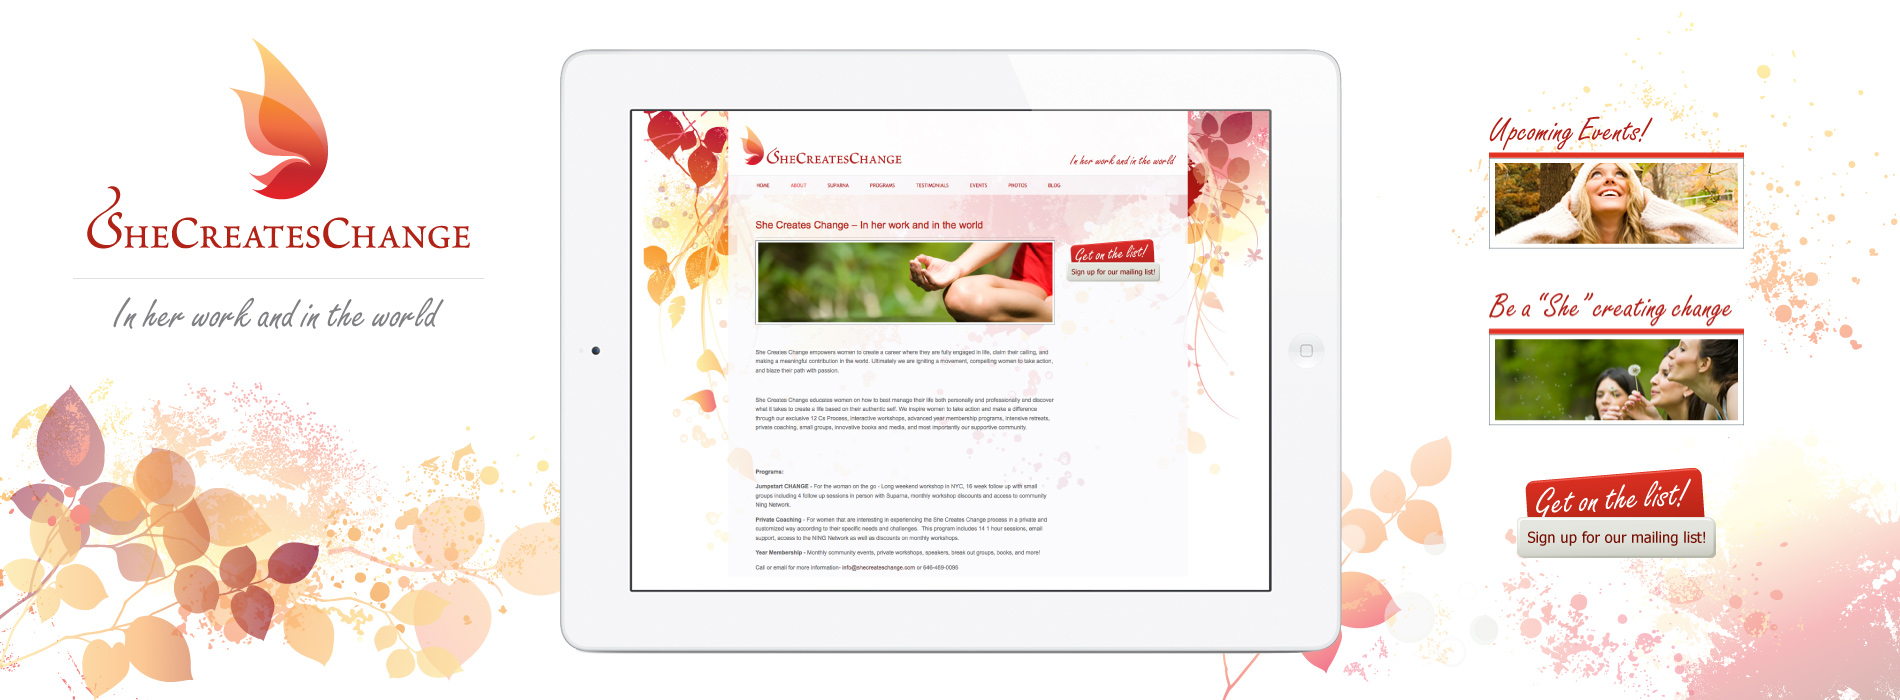 SheCreatesChange
In her work and in the world
SheCreatesChange
In her work and in the world
HOME ABOUT SUPARNA PROGRAMS TESTIMONIALS EVENTS PHOTOS BLOG
She Creates Change – In her work and in the world
Get on the list!
Sign up for our mailing list!
She Creates Change empowers women to create a career where they are fully engaged in life, claim their calling, and
making a meaningful contribution in the world. Ultimately we are igniting a movement, compelling women to take action,
and blaze their path with passion.
She Creates Change educates women on how to best manage their life both personally and professionally and discover
what it takes to create a life based on their authentic self. We inspire women to take action and make a difference
through our exclusive 12 Cs Process, interactive workshops, advanced year membership programs, intensive retreats,
private coaching, small groups, innovative books and media, and most importantly our supportive community.
Programs:
Jumpstart CHANGE - For the woman on the go - Long weekend workshop in NYC, 16 week follow up with small
groups including 4 follow up sessions in person with Suparna, monthly workshop discounts and access to community
Ning Network.
Private Coaching - For women that are interesting in experiencing the She Creates Change process in a private and
customized way according to their specific needs and challenges. This program includes 14 1 hour sessions, email
support, access to the NING Network as well as discounts on monthly workshops.
Year Membership - Monthly community events, private workshops, speakers, break out groups, books, and more!
Call or email for more information- info@shecreateschange.com or 646-469-0096
Upcoming Events!
Be a “She” creating change
Get on the list!
Sign up for our mailing list!